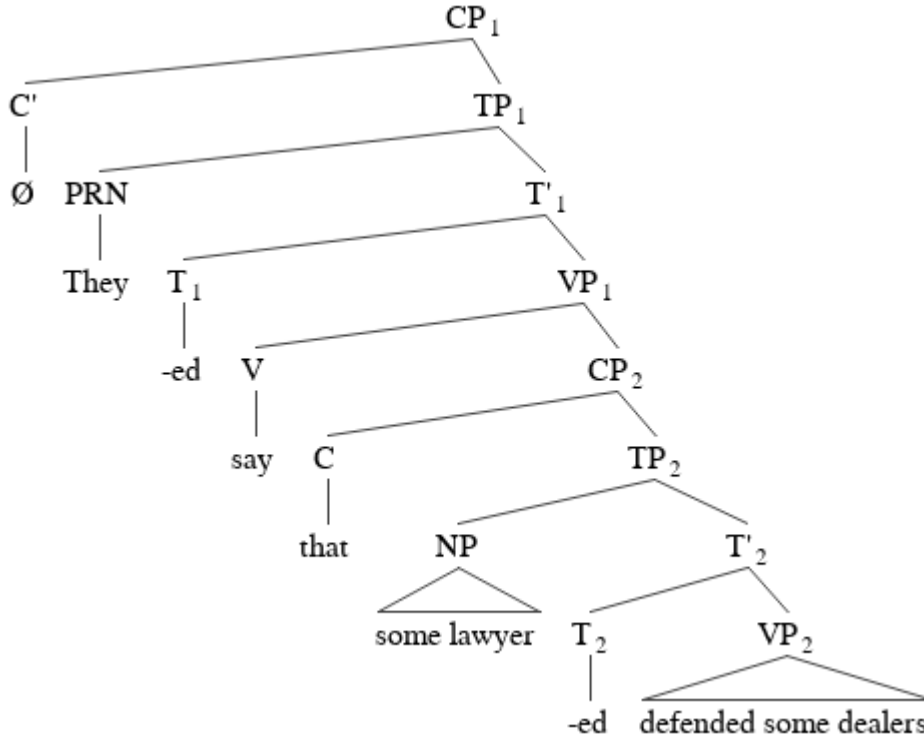 CP₁
C' TP₁
Ø PRN T'₁
They T₁ VP₁
-ed V CP₂
say C TP₂
that NP T'₂
some lawyer T₂ VP₂
-ed defended some dealers